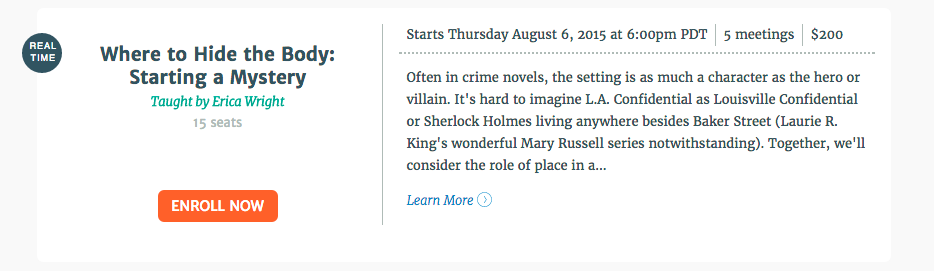 REAL
TIME
Where to Hide the Body:
Starting a Mystery
Taught by Erica Wright
15 seats
ENROLL NOW
Starts Thursday August 6, 2015 at 6:00pm PDT 5 meetings $200
Often in crime novels, the setting is as much a character as the hero or
villain. It's hard to imagine L.A. Confidential as Louisville Confidential
or Sherlock Holmes living anywhere besides Baker Street (Laurie R.
King's wonderful Mary Russell series notwithstanding). Together, we'll
consider the role of place in a...
Learn More